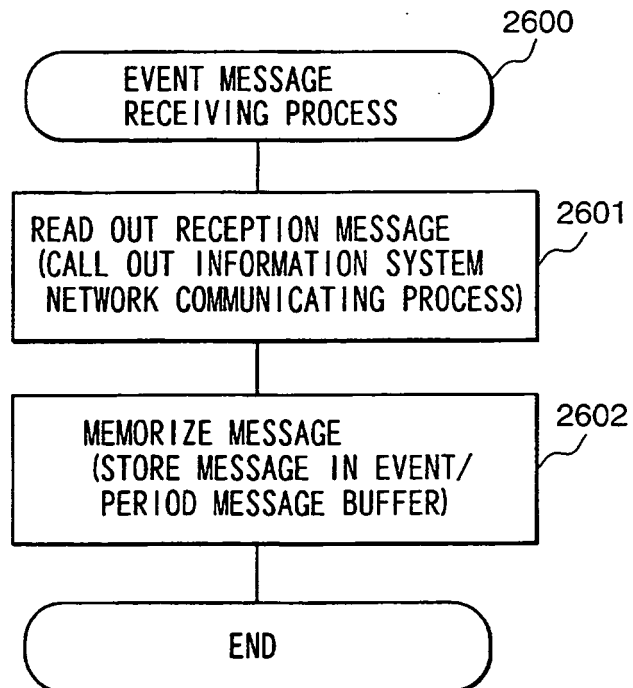 2600
EVENT MESSAGE
RECEIVING PROCESS
2601
READ OUT RECEPTION MESSAGE
(CALL OUT INFORMATION SYSTEM
NETWORK COMMUNICATING PROCESS)
2602
MEMORIZE MESSAGE
(STORE MESSAGE IN EVENT/
PERIOD MESSAGE BUFFER)
END